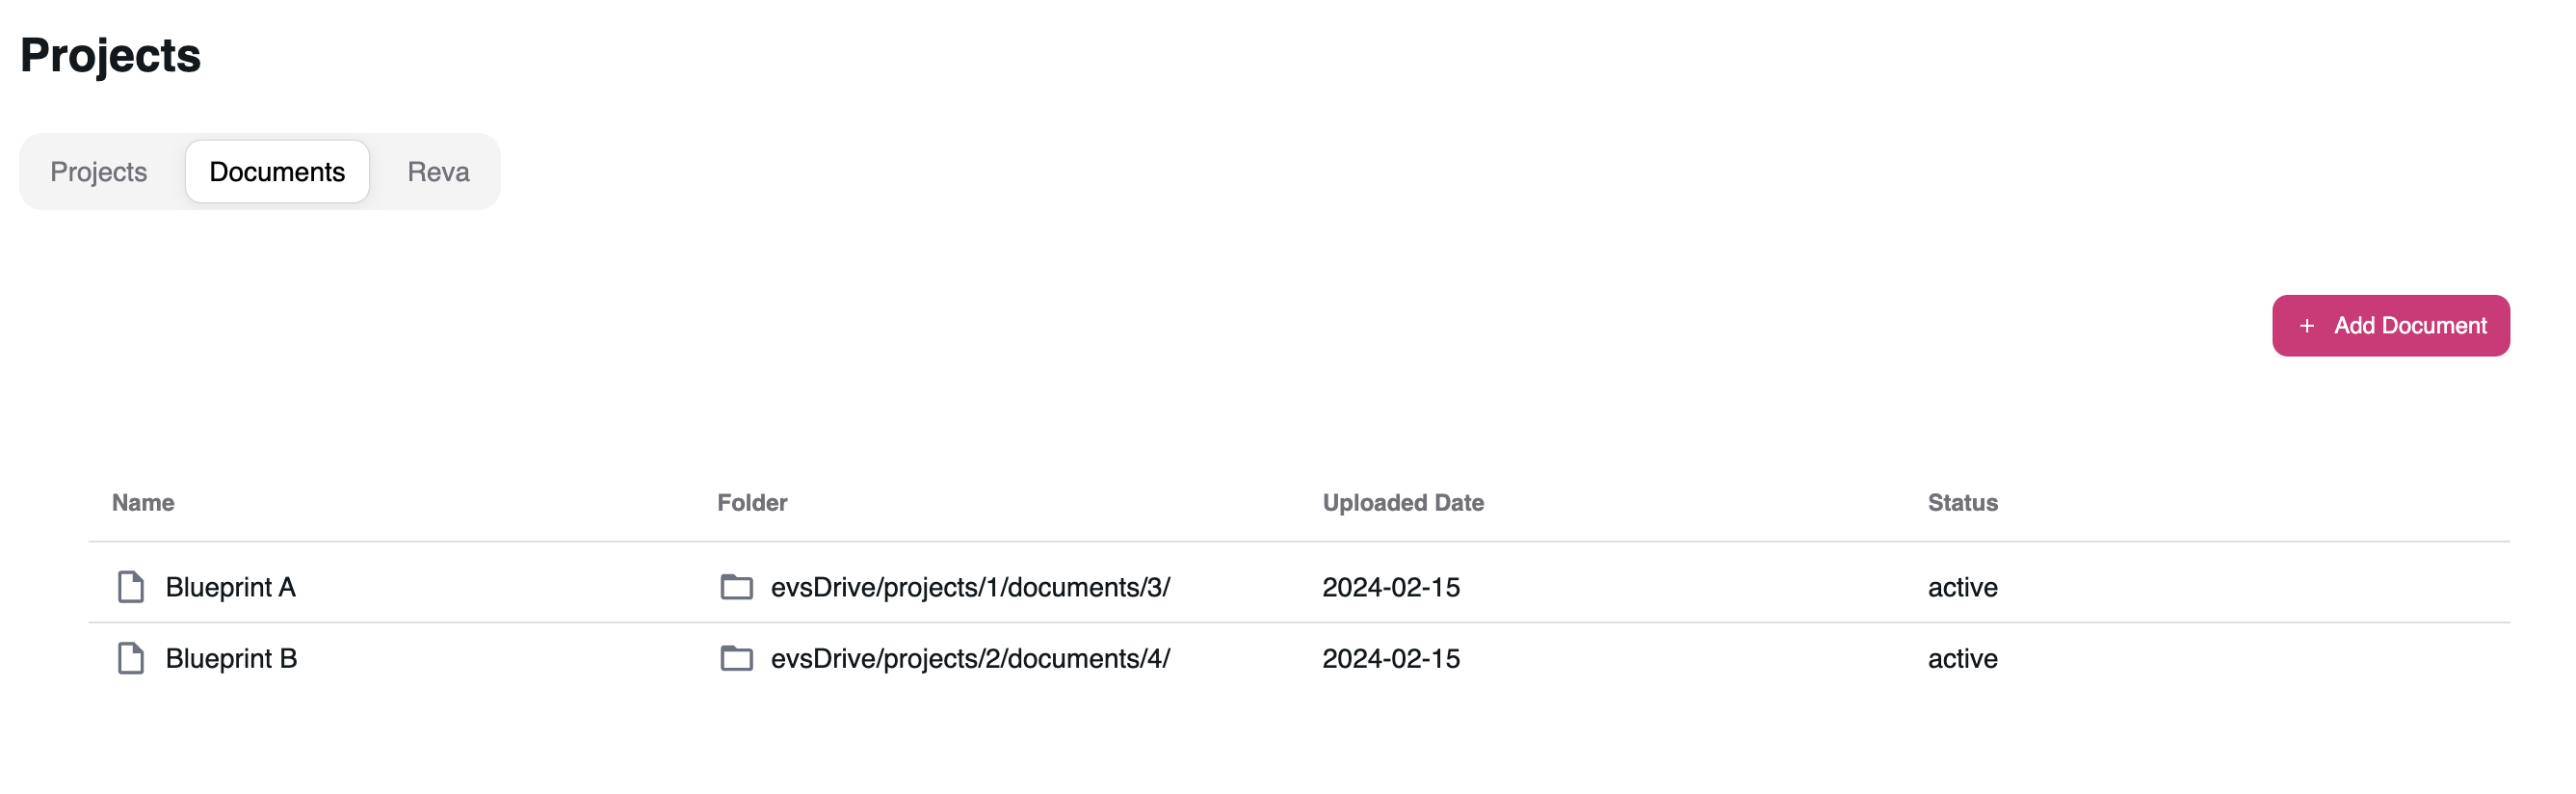 Projects
Projects Documents Reva
+ Add Document
Name Folder Uploaded Date Status
Blueprint A evsDrive/projects/1/documents/3/ 2024-02-15 active
Blueprint B evsDrive/projects/2/documents/4/ 2024-02-15 active